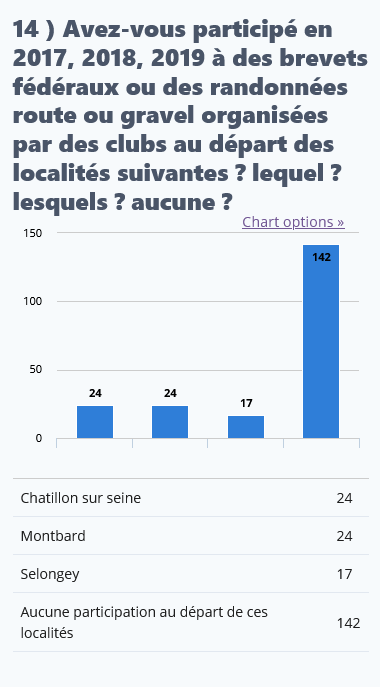 14 ) Avez-vous participé en
2017, 2018, 2019 à des brevets
fédéraux ou des randonnées
route ou gravel organisées
par des clubs au départ des
localités suivantes ? lequel ?
lesquels ? aucune ?
Chart options »
150
100
50
0
24
24
17
142
Chatillon sur seine 24
Montbard 24
Selongey 17
Aucune participation au départ de ces
localités 142